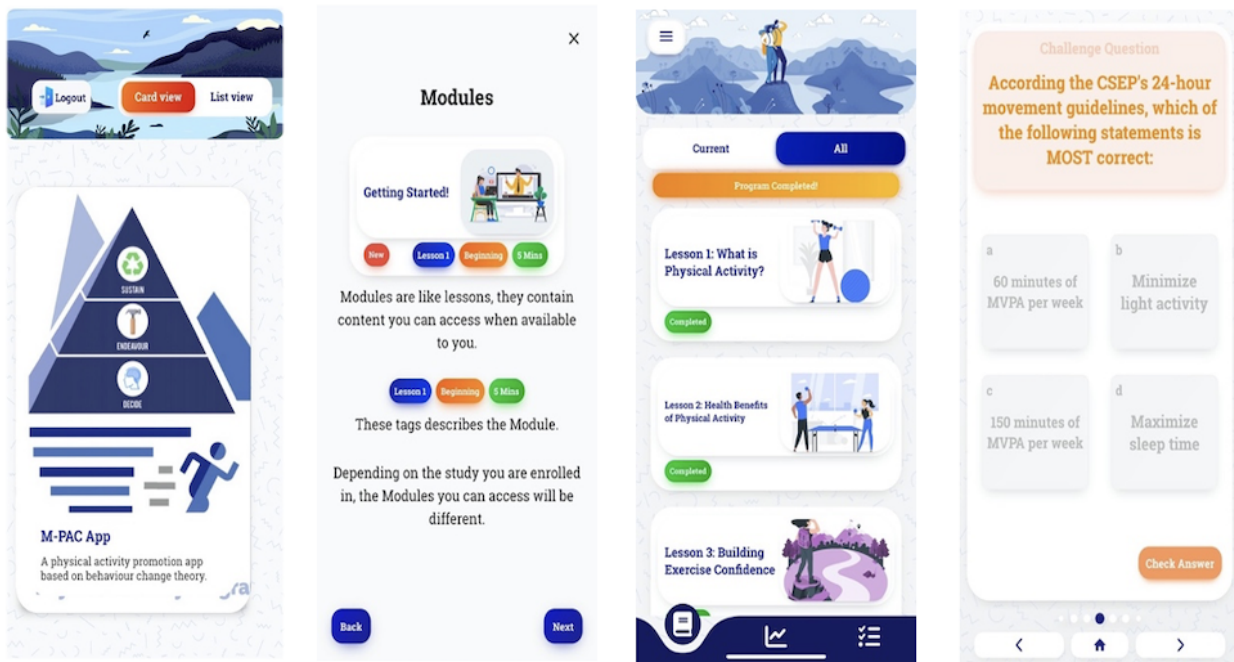 Logout
Card view
List view
SUSTAIN
ENDEAVOUR
DECIDE
M-PAC App
A physical activity promotion app
based on behaviour change theory.
Modules
Getting Started!
New
Lesson 1
Beginning
5 Mins
Modules are like lessons, they contain
content you can access when available
to you.
Lesson 1
Beginning
5 Mins
These tags describes the Module.
Depending on the study you are enrolled
in, the Modules you can access will be
different.
Back
Next
Current
All
Program Completed!
Lesson 1: What is
Physical Activity?
Completed
Lesson 2: Health Benefits
of Physical Activity
Completed
Lesson 3: Building
Exercise Confidence
Challenge Question
According the CSEP's 24-hour
movement guidelines, which of
the following statements is
MOST correct:
a
60 minutes of
MVPA per week
b
Minimize
light activity
c
150 minutes of
MVPA per week
d
Maximize
sleep time
Check Answer